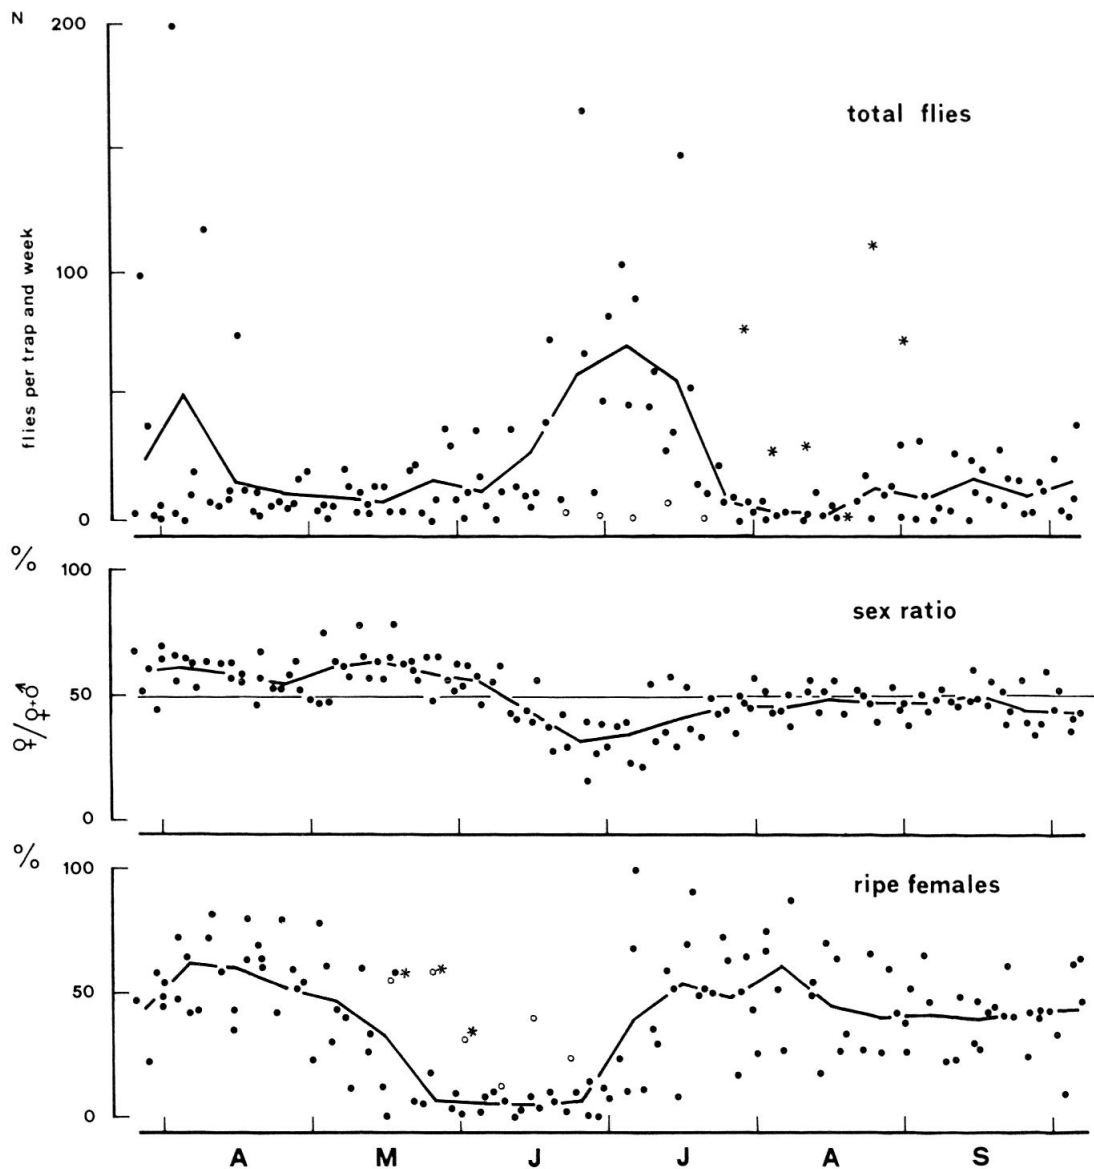 N
200
total flies
flies per trap and week
100
0
%
100
sex ratio
50
♀/♀+♂
0
%
100
ripe females
50
0
A M J J A S